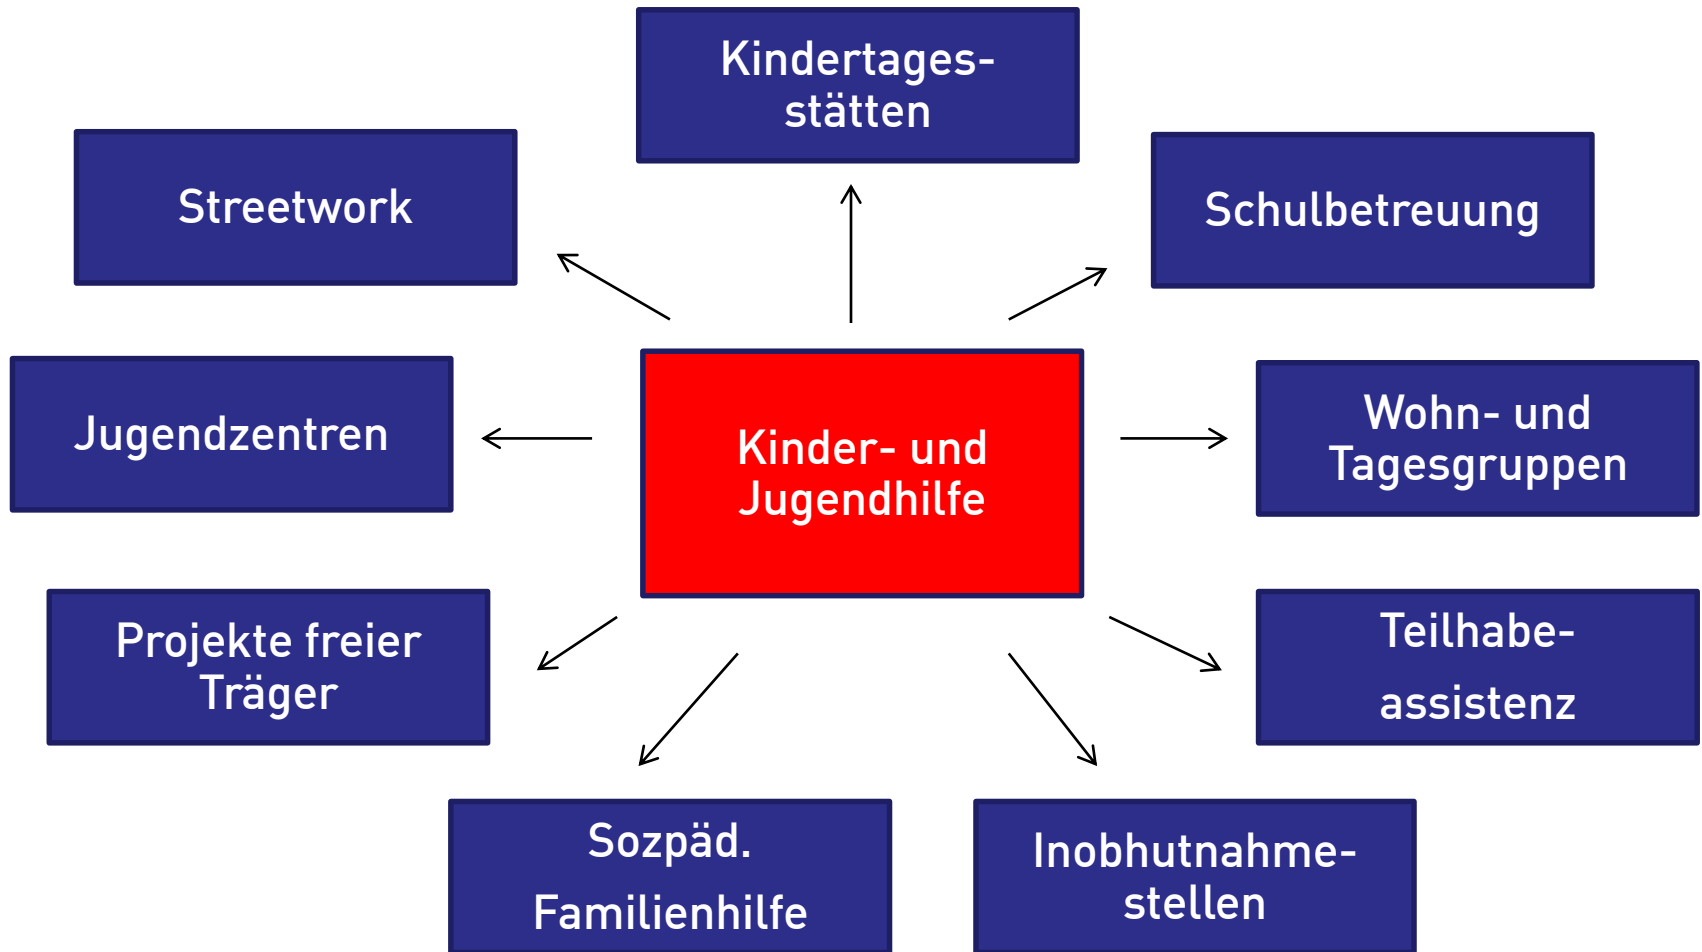 Kindertages-
stätten
Streetwork
Schulbetreuung
Jugendzentren
Kinder- und
Jugendhilfe
Wohn- und
Tagesgruppen
Projekte freier
Träger
Teilhabe-
assistenz
Sozpäd.
Familienhilfe
Inobhutnahme-
stellen